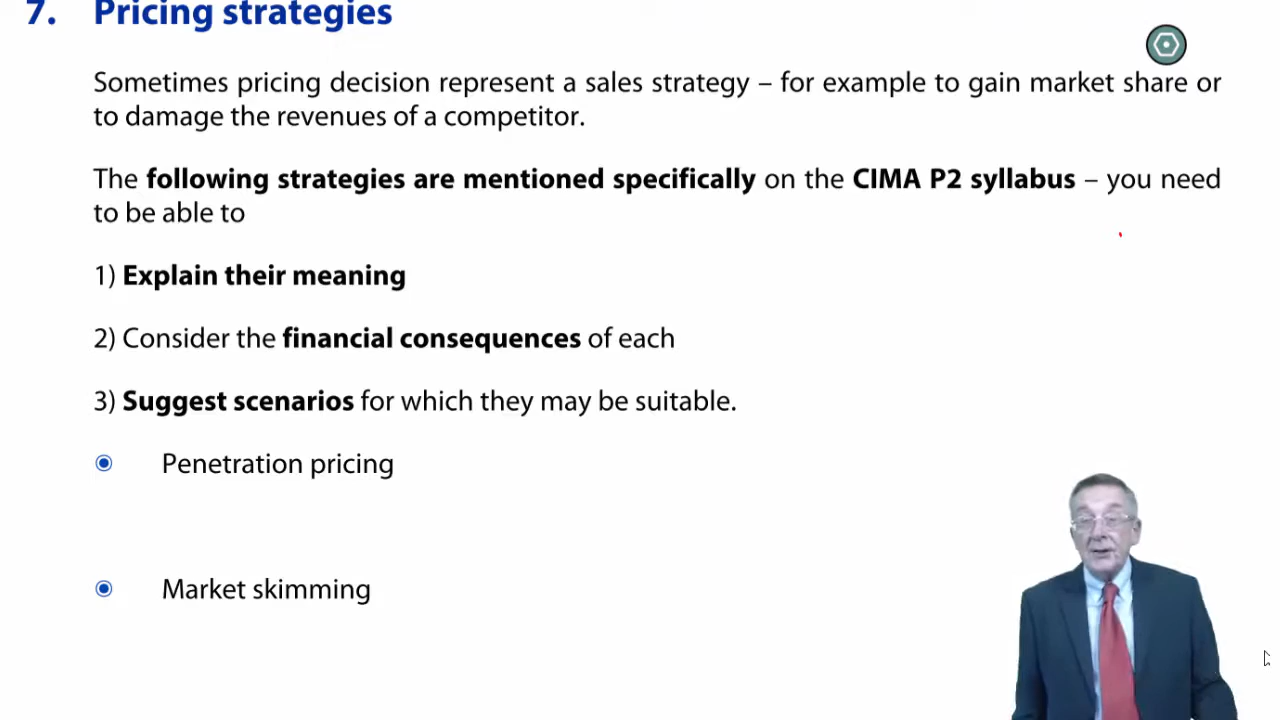 7. Pricing strategies
Sometimes pricing decision represent a sales strategy – for example to gain market share or
to damage the revenues of a competitor.
The following strategies are mentioned specifically on the CIMA P2 syllabus – you need
to be able to
1) Explain their meaning
2) Consider the financial consequences of each
3) Suggest scenarios for which they may be suitable.
Penetration pricing
Market skimming